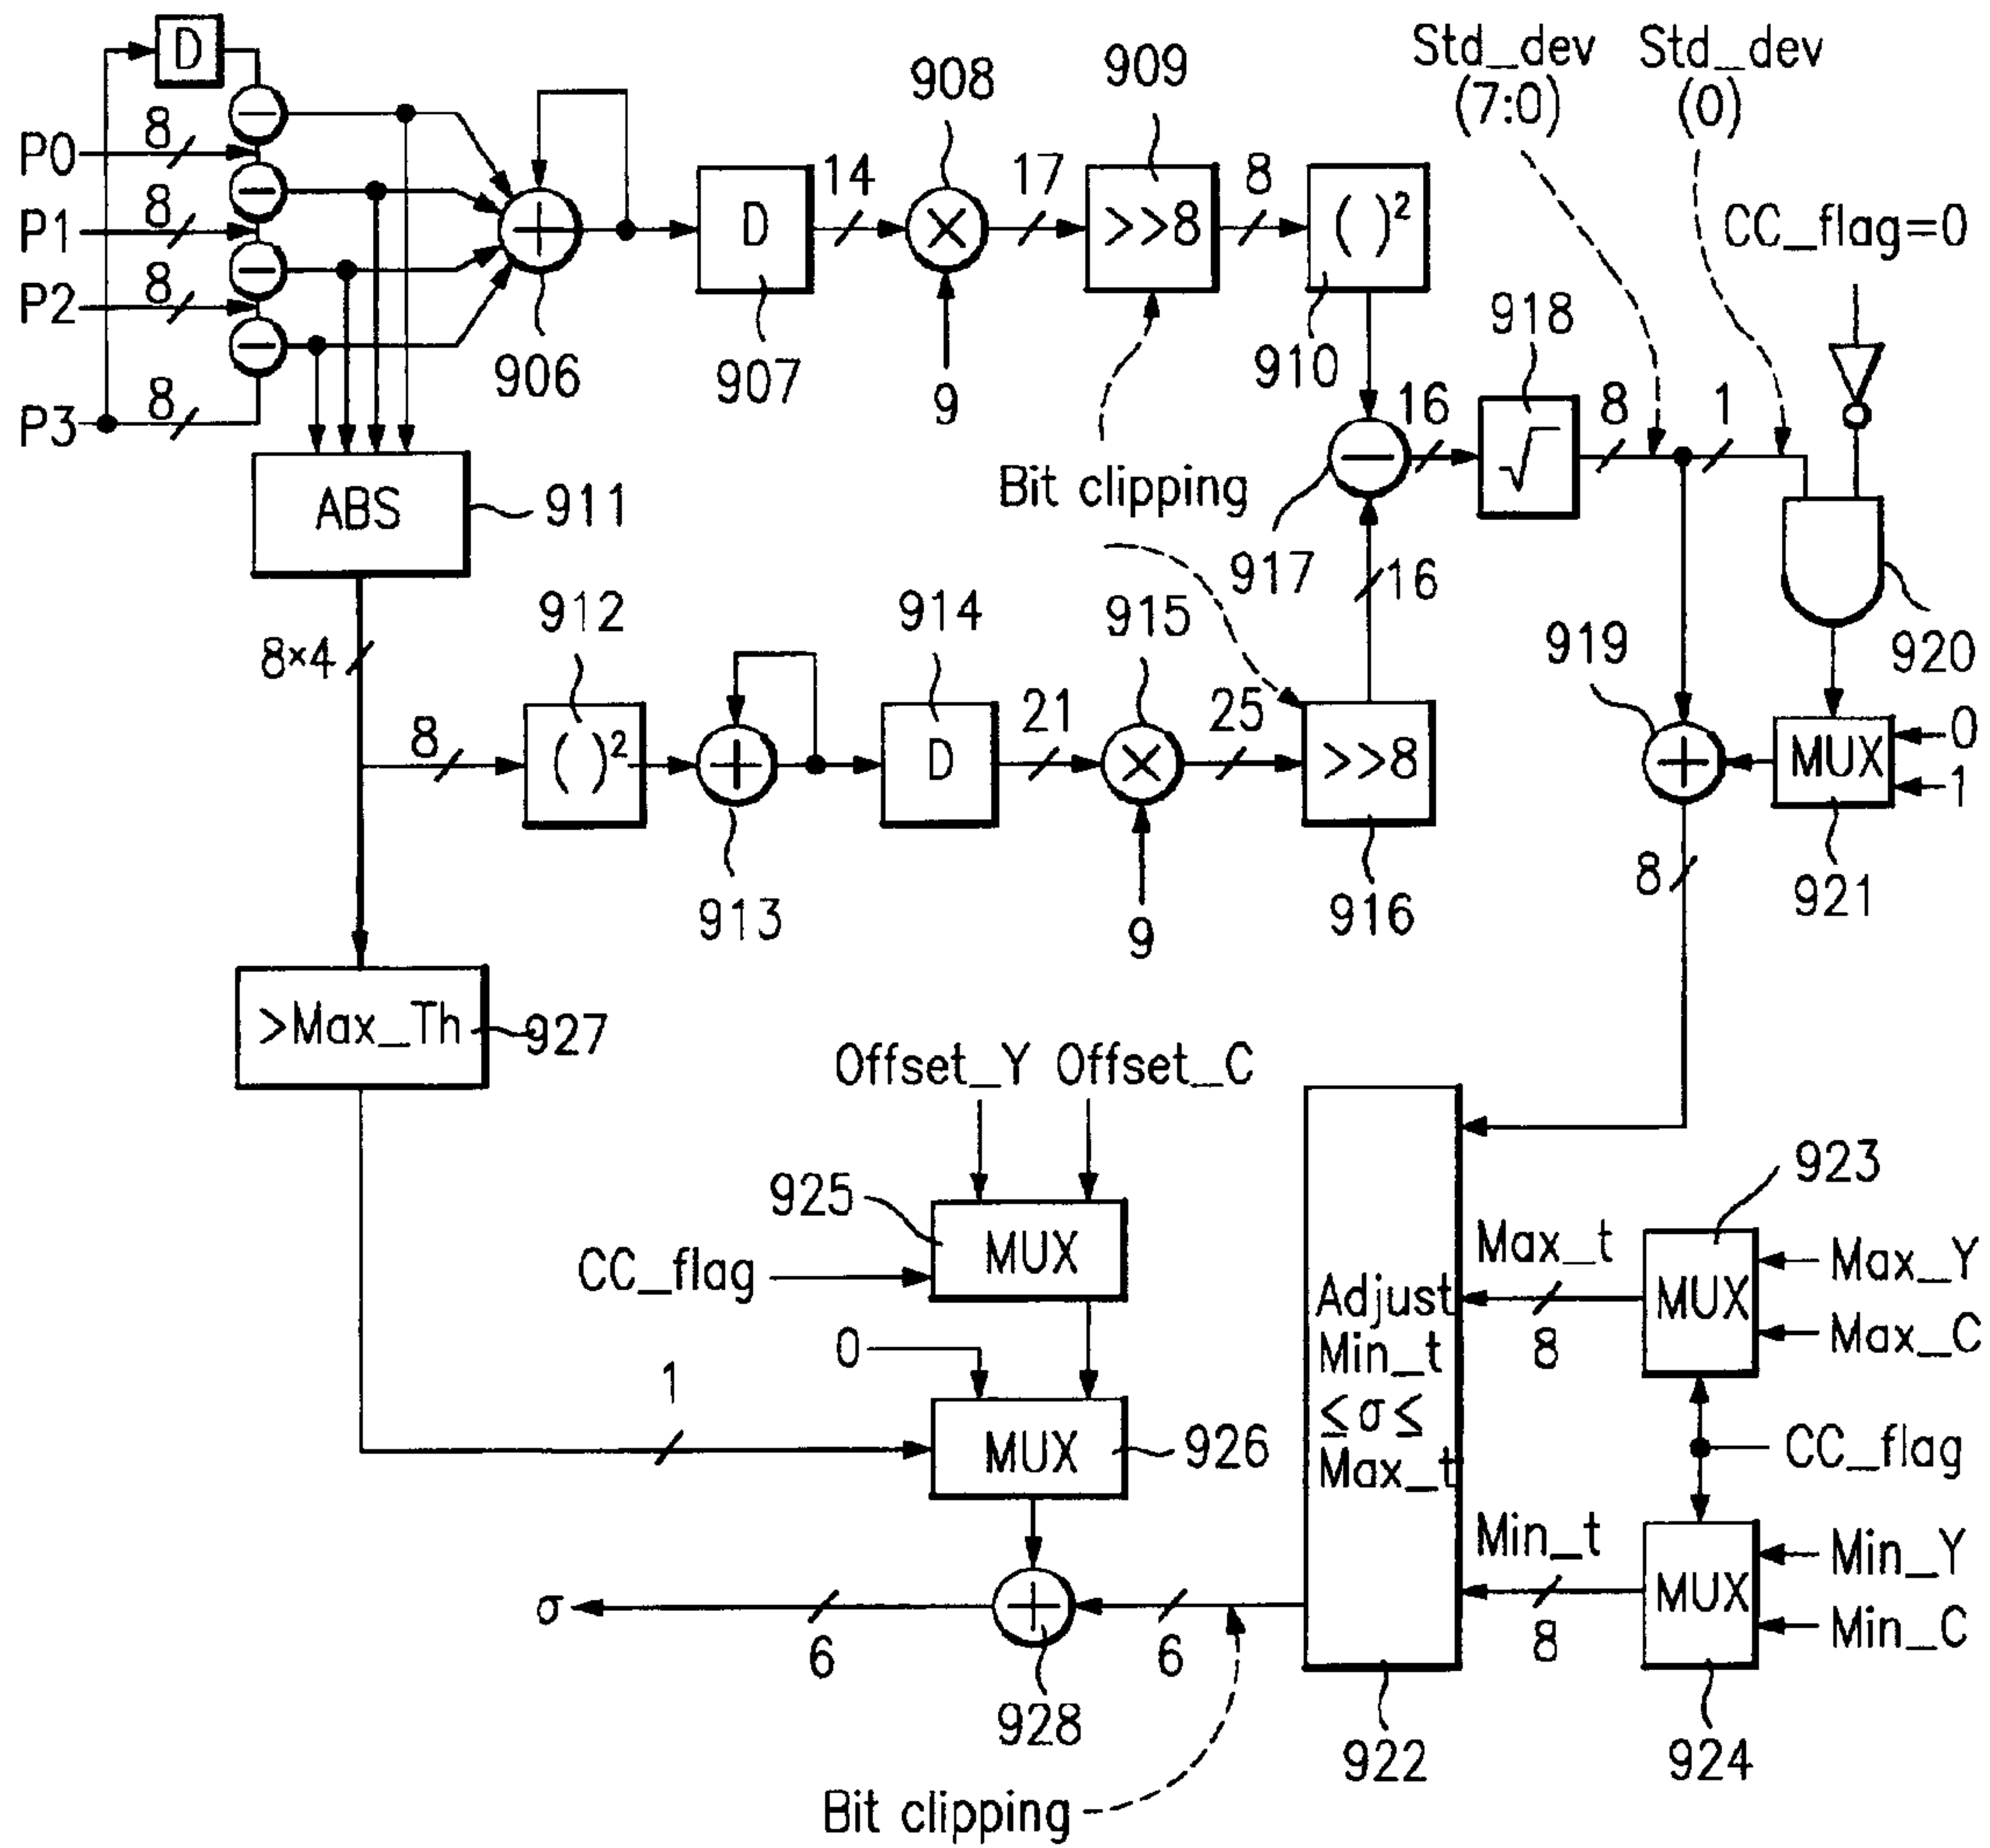 D
P0
8
P1
8
P2
8
P3
8
−
−
−
−
+
906
D
907
14
908
×
9
17
909
>>8
8
( )²
910
Std_dev
(7:0)
Std_dev
(0)
CC_flag=0
Bit clipping
ABS
911
8×4
917
−
16
16
918
√
8
1
920
919
+
MUX
0
1
921
8
8
912
( )²
+
913
914
D
21
915
×
9
25
>>8
916
>Max_Th
927
Offset_Y
Offset_C
925
MUX
CC_flag
0
1
MUX
926
+
928
σ
6
6
Bit clipping
Adjust
Min_t
≤σ≤
Max_t
922
Max_t
8
923
MUX
Max_Y
Max_C
CC_flag
Min_t
8
MUX
Min_Y
Min_C
924